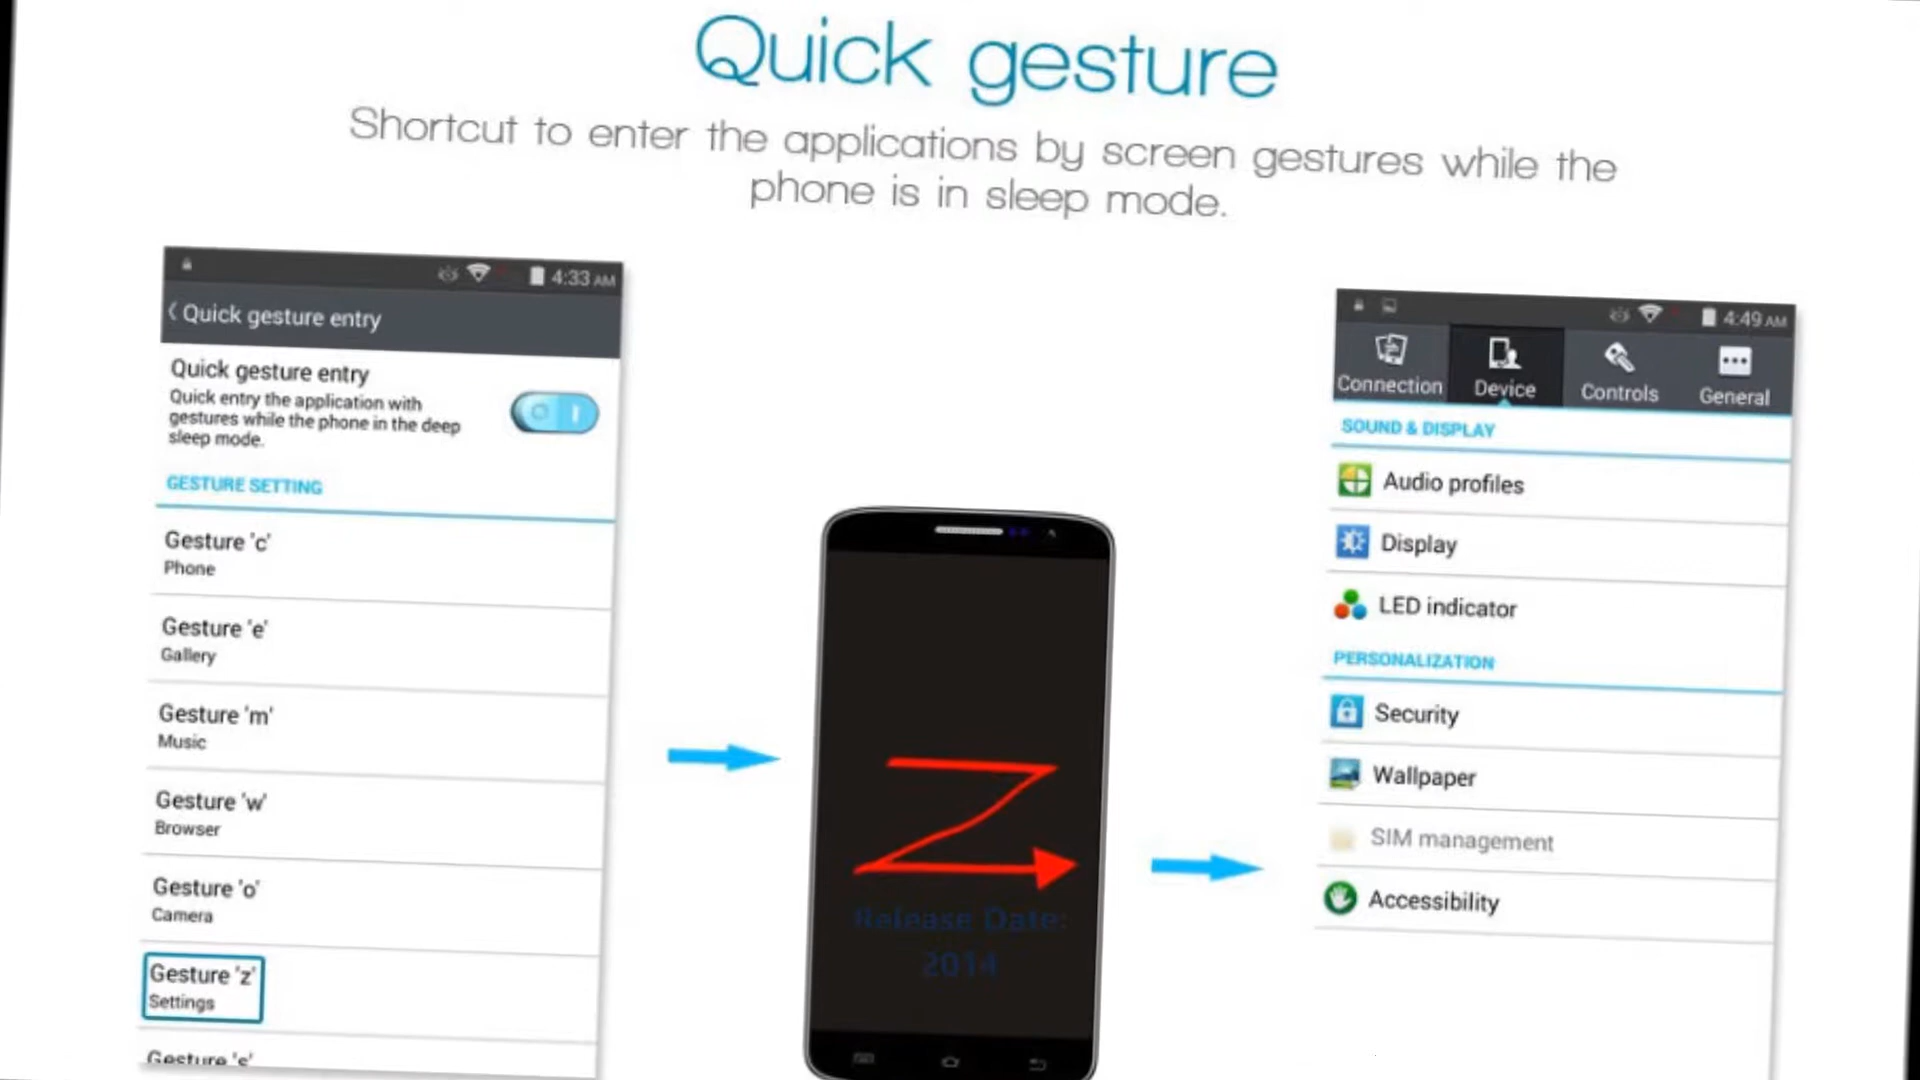 Quick gesture
Shortcut to enter the applications by screen gestures while the
phone is in sleep mode.
4:33 AM
Quick gesture entry
Quick gesture entry
Quick entry the application with
gestures while the phone in the deep
sleep mode.
GESTURE SETTING
Gesture 'c'
Phone
Gesture 'e'
Gallery
Gesture 'm'
Music
Gesture 'w'
Browser
Gesture 'o'
Camera
Gesture 'z'
Settings
Gesture 's'
Z
Release Date:
2014
4:49 AM
Connection
Device
Controls
General
SOUND & DISPLAY
Audio profiles
Display
LED indicator
PERSONALIZATION
Security
Wallpaper
SIM management
Accessibility